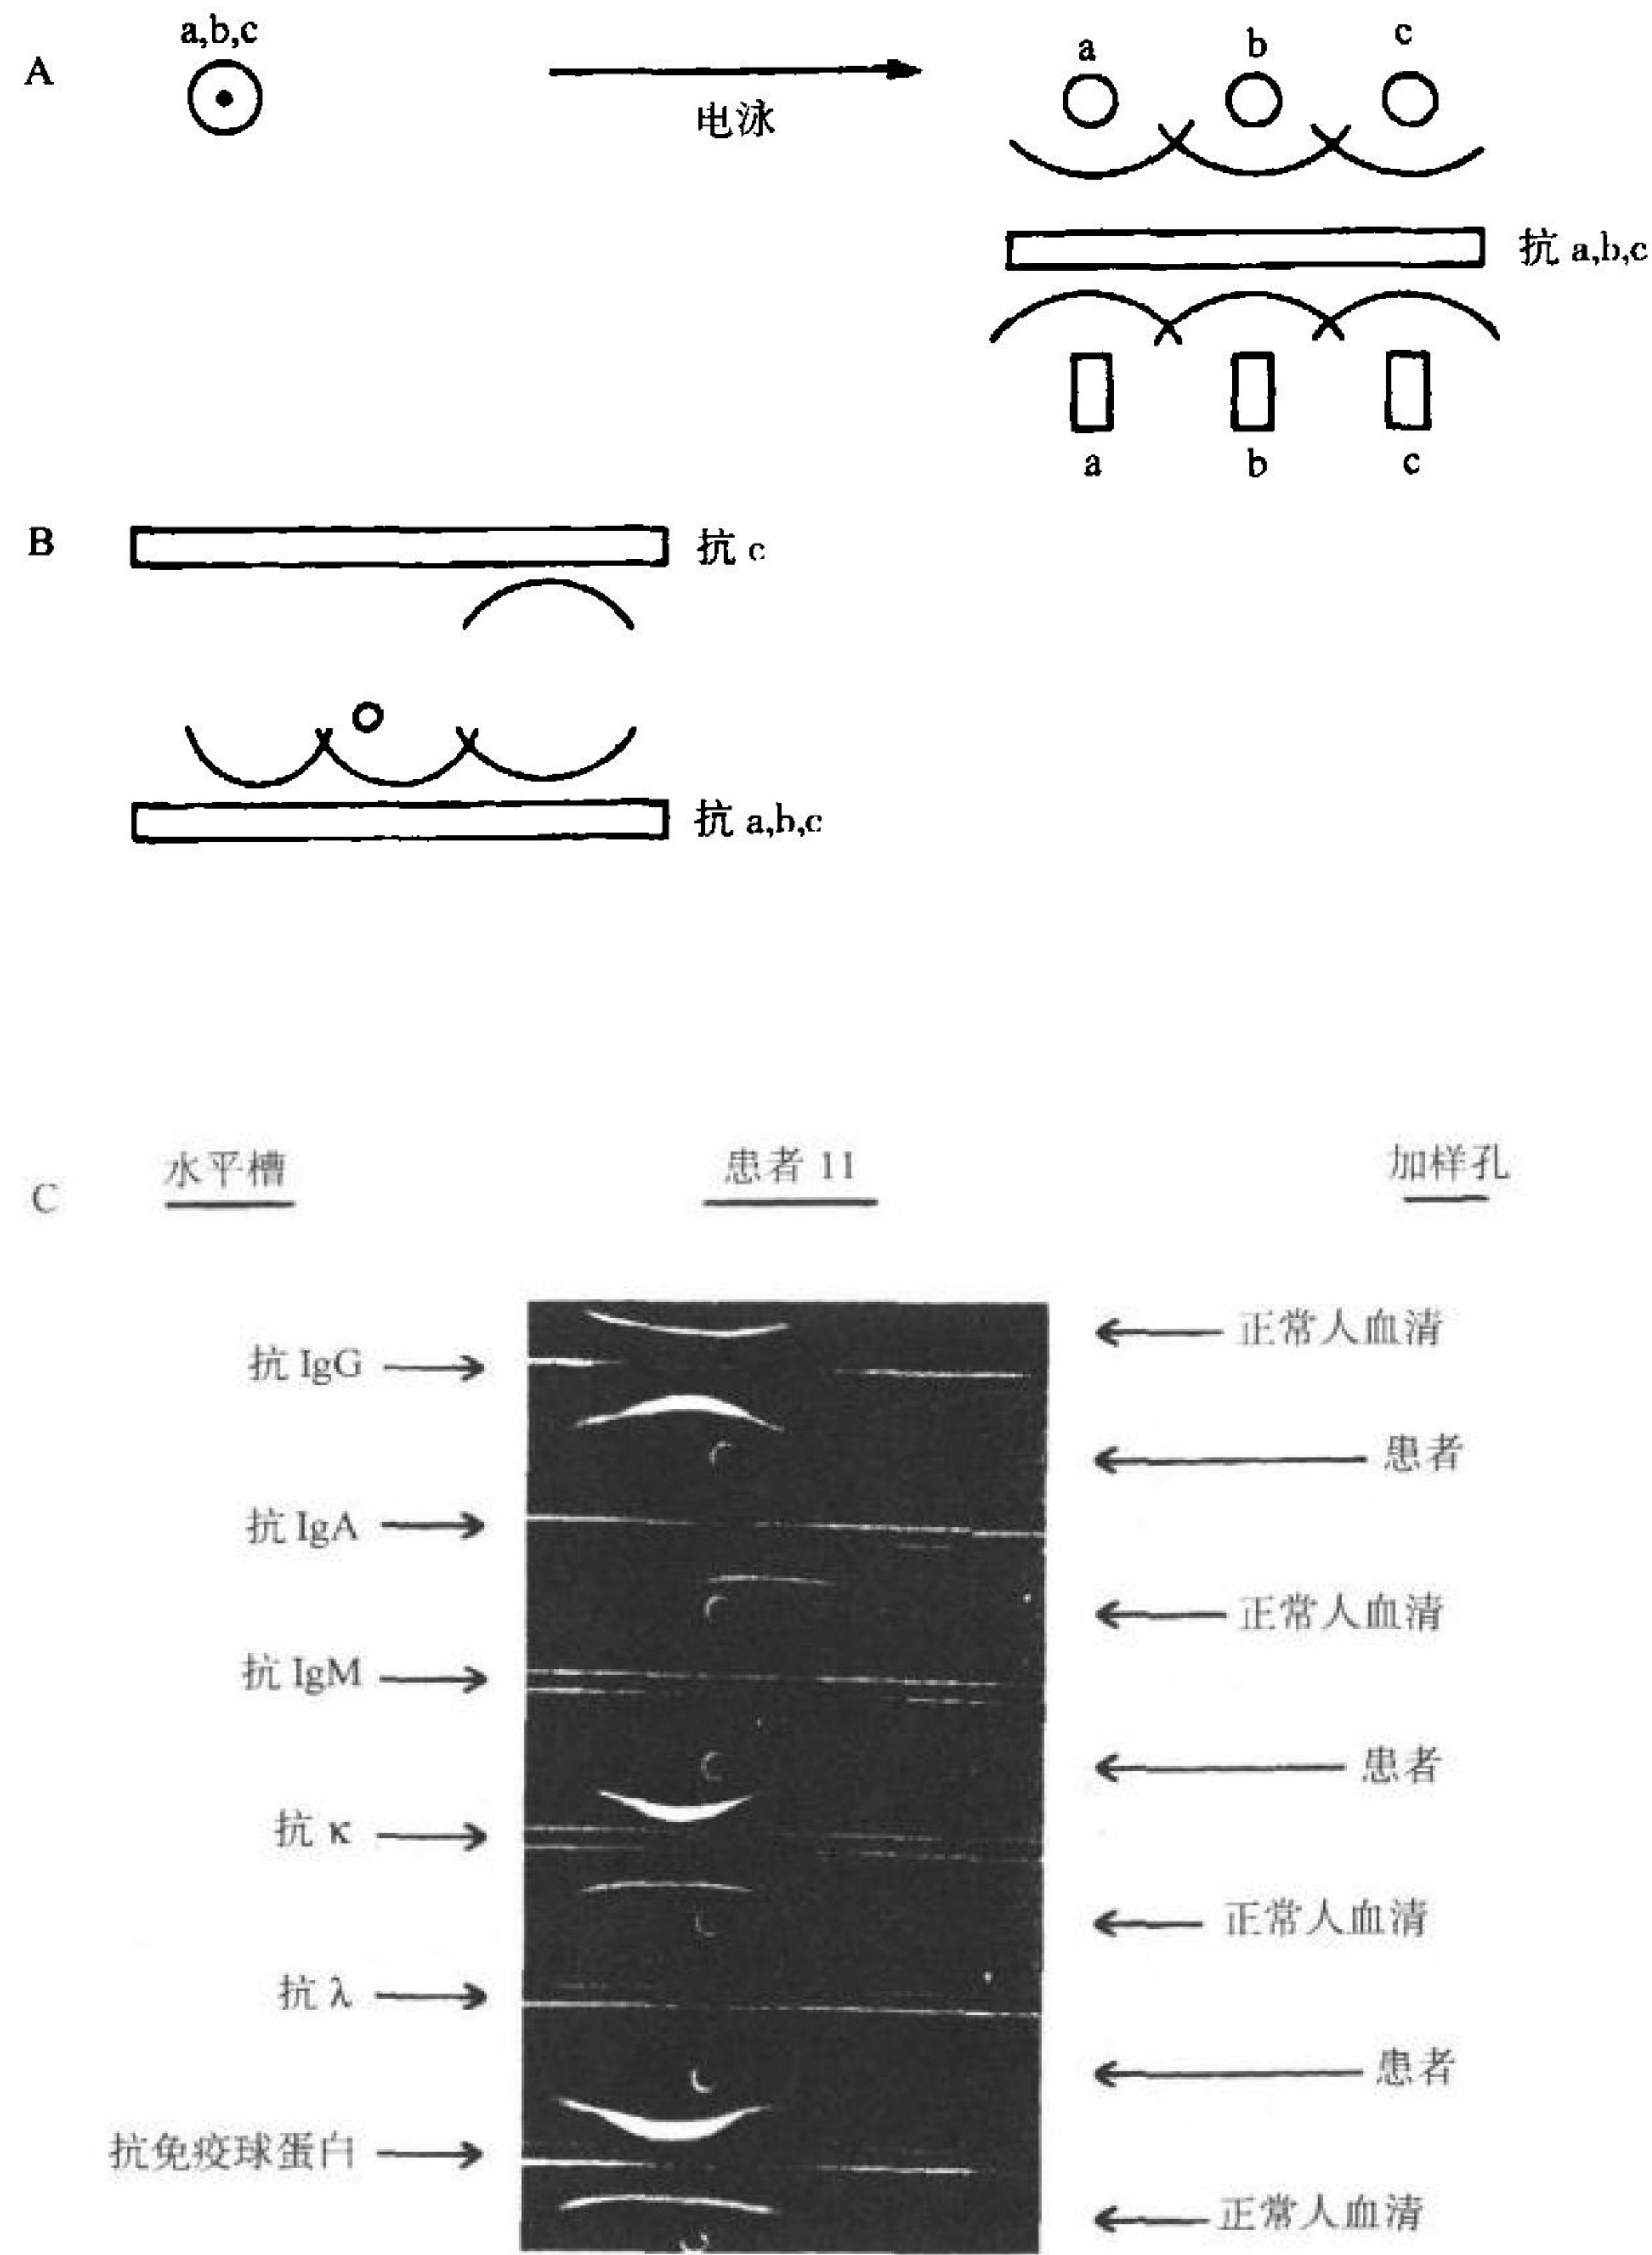 a,b,c
A
电泳
a b c
抗 a,b,c
a b c
B
抗 c
抗 a,b,c
C
水平槽 患者 11 加样孔
正常人血清
抗 IgG
患者
抗 IgA
正常人血清
抗 IgM
患者
抗 κ
正常人血清
抗 λ
患者
抗免疫球蛋白
正常人血清